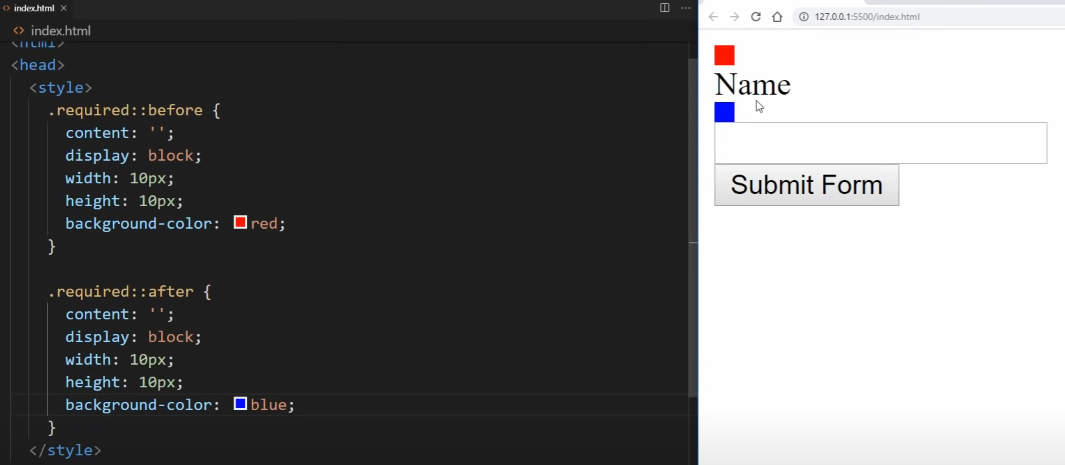 index.html
index.html
<html>
<head>
<style>
.required::before {
content: '';
display: block;
width: 10px;
height: 10px;
background-color: red;
}
.required::after {
content: '';
display: block;
width: 10px;
height: 10px;
background-color: blue;
}
</style>
127.0.0.1:5500/index.html
Name
Submit Form